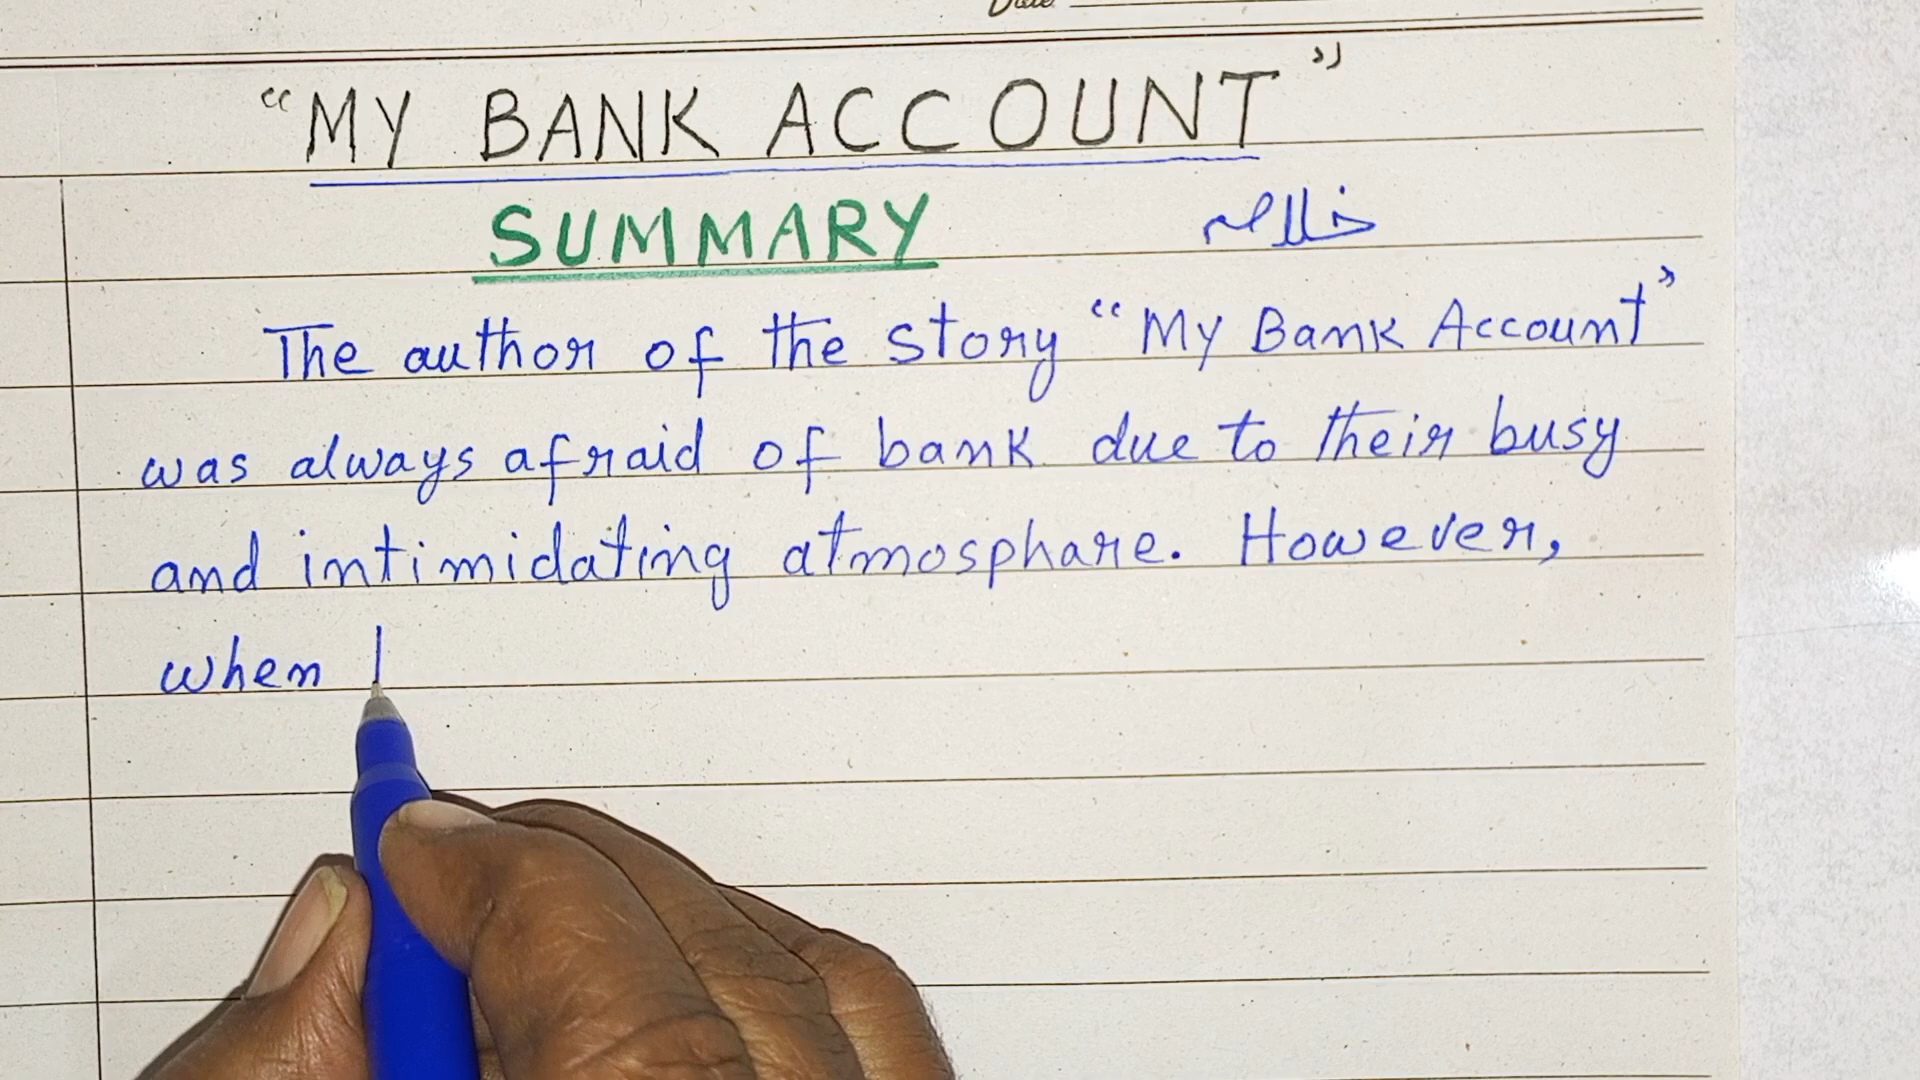 Date
"MY BANK ACCOUNT"
SUMMARY خلاصہ
The author of the story "My Bank Account"
was always afraid of bank due to their busy
and intimidating atmosphare. However,
when